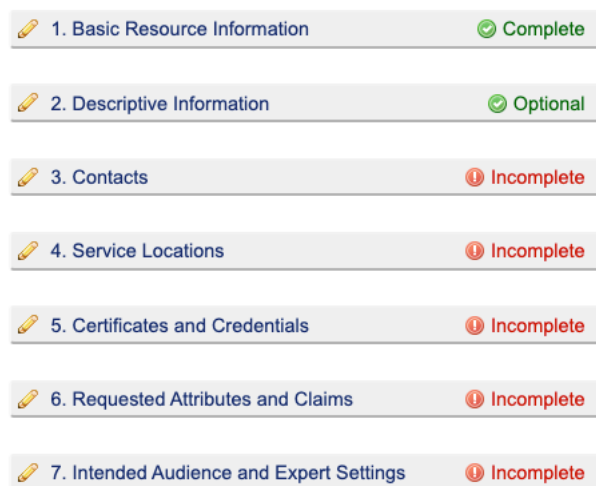 1. Basic Resource Information Complete
2. Descriptive Information Optional
3. Contacts Incomplete
4. Service Locations Incomplete
5. Certificates and Credentials Incomplete
6. Requested Attributes and Claims Incomplete
7. Intended Audience and Expert Settings Incomplete